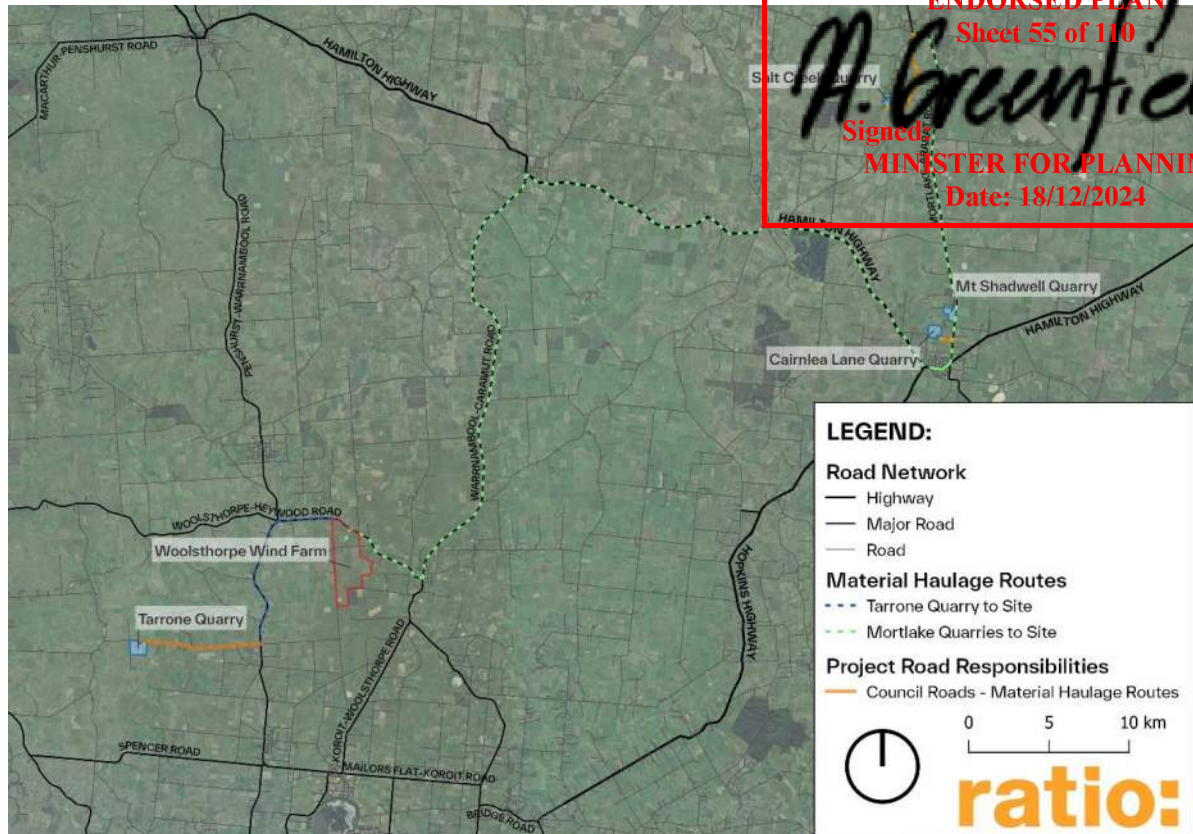 ENDORSED PLAN
Sheet 55 of 110
Signed:
MINISTER FOR PLANNIN
Date: 18/12/2024
MACARTHUR-PENSHURST ROAD
HAMILTON HIGHWAY
Salt Creek Quarry
PENSHURST-WARRNAMBOOL ROAD
HAMILTON HIGHWAY
Mt Shadwell Quarry
HAMILTON HIGHWAY
Cairnlea Lane Quarry
WARRNAMBOOL-CARAMUT ROAD
WOOLSTHORPE-HEYWOOD ROAD
Woolsthorpe Wind Farm
Tarrone Quarry
HOPKINS HIGHWAY
KOROIT-WOOLSTHORPE ROAD
SPENCER ROAD
MAILORS FLAT-KOROIT ROAD
BRIDGE ROAD
LEGEND:
Road Network
Highway
Major Road
Road
Material Haulage Routes
Tarrone Quarry to Site
Mortlake Quarries to Site
Project Road Responsibilities
Council Roads - Material Haulage Routes
0 5 10 km
ratio: